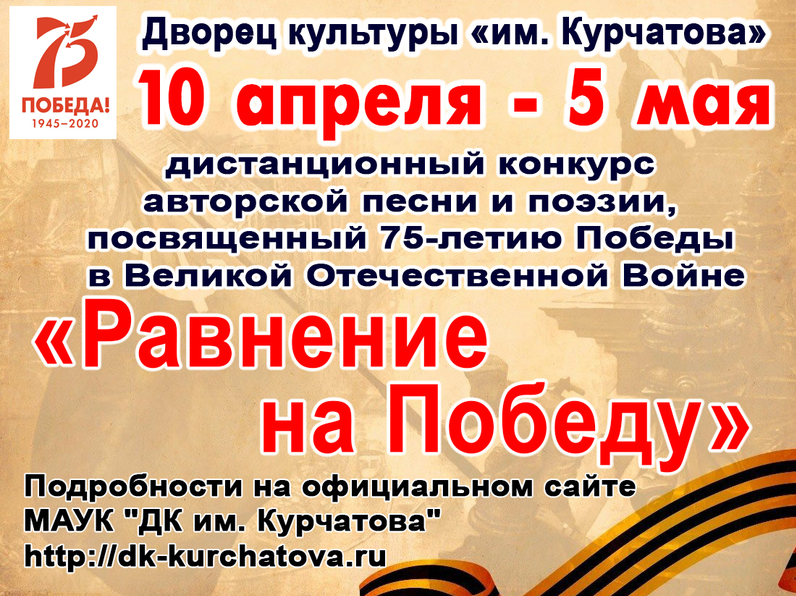 75
ПОБЕДА!
1945–2020
Дворец культуры «им. Курчатова»
10 апреля - 5 мая
дистанционный конкурс
авторской песни и поэзии,
посвященный 75-летию Победы
в Великой Отечественной Войне
«Равнение
на Победу»
Подробности на официальном сайте
МАУК "ДК им. Курчатова"
http://dk-kurchatova.ru